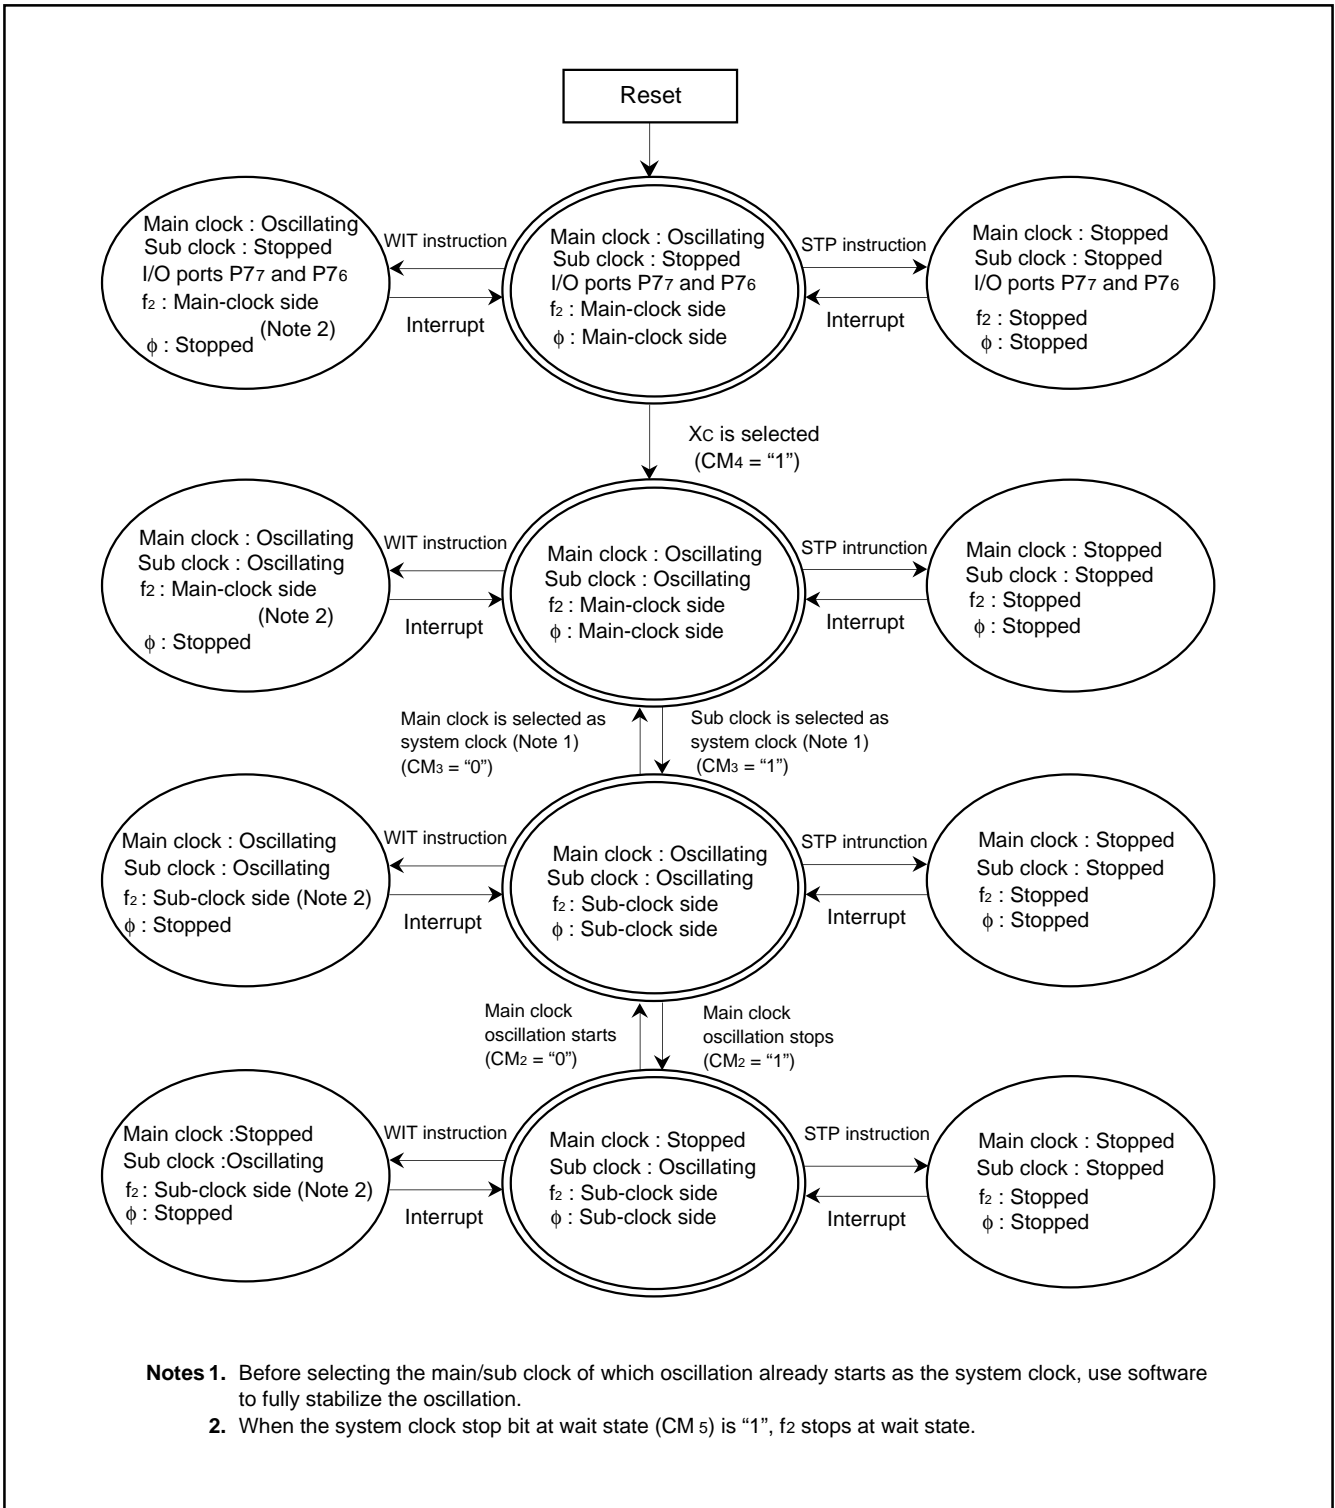 Reset
Main clock : Oscillating
Sub clock : Stopped
I/O ports P77 and P76
f2 : Main-clock side
(Note 2)
ϕ : Stopped
WIT instruction
Interrupt
Main clock : Oscillating
Sub clock : Stopped
I/O ports P77 and P76
f2 : Main-clock side
ϕ : Main-clock side
STP instruction
Interrupt
Main clock : Stopped
Sub clock : Stopped
I/O ports P77 and P76
f2 : Stopped
ϕ : Stopped
XC is selected
(CM4 = “1”)
Main clock : Oscillating
Sub clock : Oscillating
f2 : Main-clock side
(Note 2)
ϕ : Stopped
WIT instruction
Interrupt
Main clock : Oscillating
Sub clock : Oscillating
f2 : Main-clock side
ϕ : Main-clock side
STP intrunction
Interrupt
Main clock : Stopped
Sub clock : Stopped
f2 : Stopped
ϕ : Stopped
Main clock is selected as
system clock (Note 1)
(CM3 = “0”)
Sub clock is selected as
system clock (Note 1)
(CM3 = “1”)
Main clock : Oscillating
Sub clock : Oscillating
f2 : Sub-clock side (Note 2)
ϕ : Stopped
WIT instruction
Interrupt
Main clock : Oscillating
Sub clock : Oscillating
f2 : Sub-clock side
ϕ : Sub-clock side
STP intrunction
Interrupt
Main clock : Stopped
Sub clock : Stopped
f2 : Stopped
ϕ : Stopped
Main clock
oscillation starts
(CM2 = “0”)
Main clock
oscillation stops
(CM2 = “1”)
Main clock :Stopped
Sub clock :Oscillating
f2 : Sub-clock side (Note 2)
ϕ : Stopped
WIT instruction
Interrupt
Main clock : Stopped
Sub clock : Oscillating
f2 : Sub-clock side
ϕ : Sub-clock side
STP instruction
Interrupt
Main clock : Stopped
Sub clock : Stopped
f2 : Stopped
ϕ : Stopped
Notes 1. Before selecting the main/sub clock of which oscillation already starts as the system clock, use software
to fully stabilize the oscillation.
2. When the system clock stop bit at wait state (CM 5) is “1”, f2 stops at wait state.